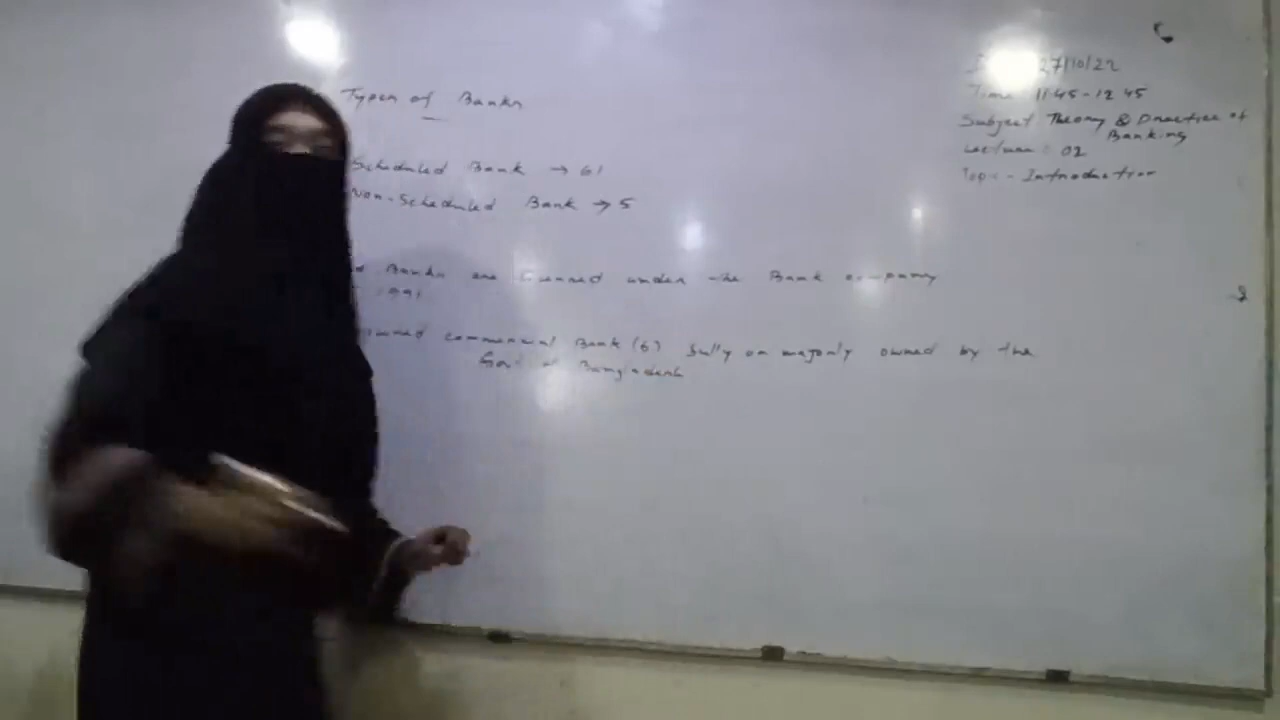 Types of Banks
Scheduled Bank → 61
Non-Scheduled Bank → 5
Banks are licensed under the Bank company
1991
owned commercial Bank (6) fully or majorly owned by the
Govt of Bangladesh
27/10/22
Time 11:45-12 45
Subject Theory & Practice of
Banking
Lecture : 02
Topic - Introduction